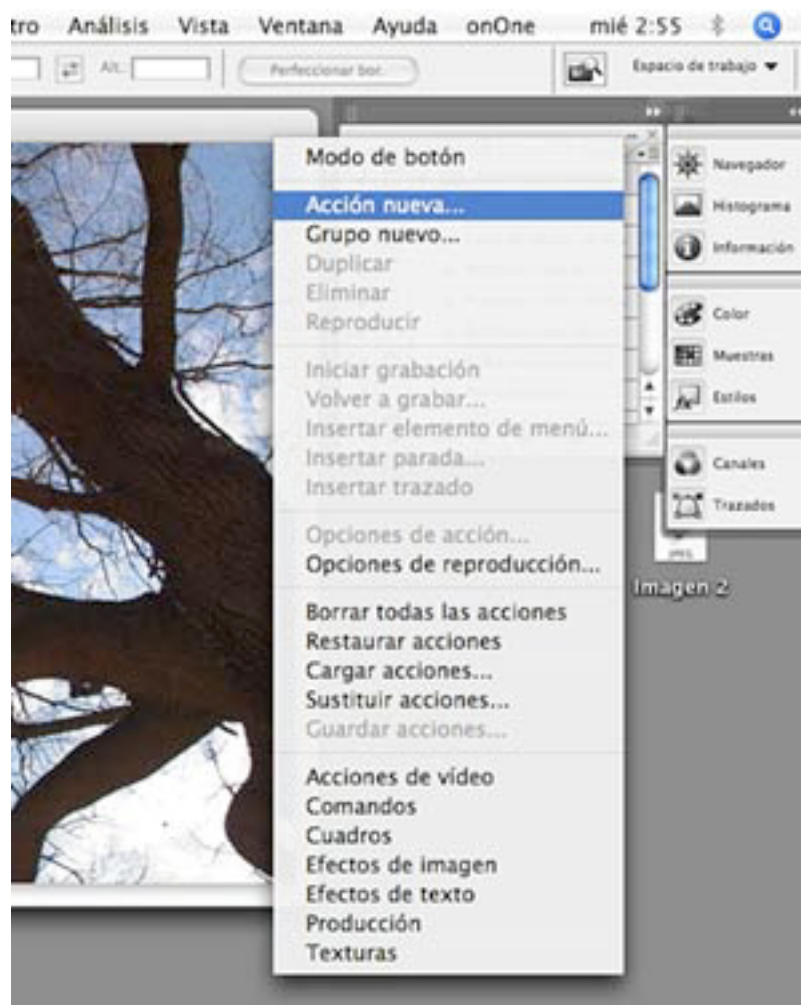 tro Análisis Vista Ventana Ayuda onOne mié 2:55
Alt.: Perfeccionar bor. Espacio de trabajo
Modo de botón
Acción nueva...
Grupo nuevo...
Duplicar
Eliminar
Reproducir
Iniciar grabación
Volver a grabar...
Insertar elemento de menú...
Insertar parada...
Insertar trazado
Opciones de acción...
Opciones de reproducción...
Borrar todas las acciones
Restaurar acciones
Cargar acciones...
Sustituir acciones...
Guardar acciones...
Acciones de vídeo
Comandos
Cuadros
Efectos de imagen
Efectos de texto
Producción
Texturas
Navegador
Histograma
Información
Color
Muestras
Estilos
Canales
Trazados
JPEG
Imagen 2